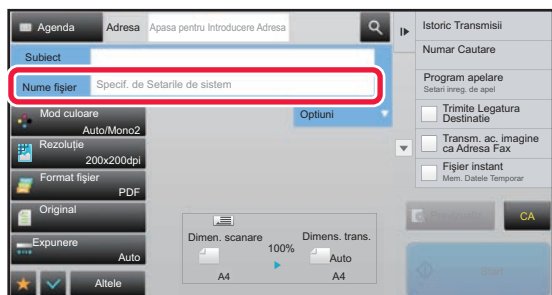 Agenda
Adresa
Apasa pentru Introducere Adresa
Subiect
Nume fişier
Specif. de Setarile de sistem
Mod culoare
Auto/Mono2
Rezoluţie
200x200dpi
Format fişier
PDF
Original
Expunere
Auto
Altele
Optiuni
Dimen. scanare
100%
Dimens. trans.
Auto
A4
A4
Istoric Transmisii
Numar Cautare
Program apelare
Setari inreg. de apel
Trimite Legatura
Destinatie
Transm. ac. imagine
ca Adresa Fax
Fişier instant
Mem. Datele Temporar
CA
Start